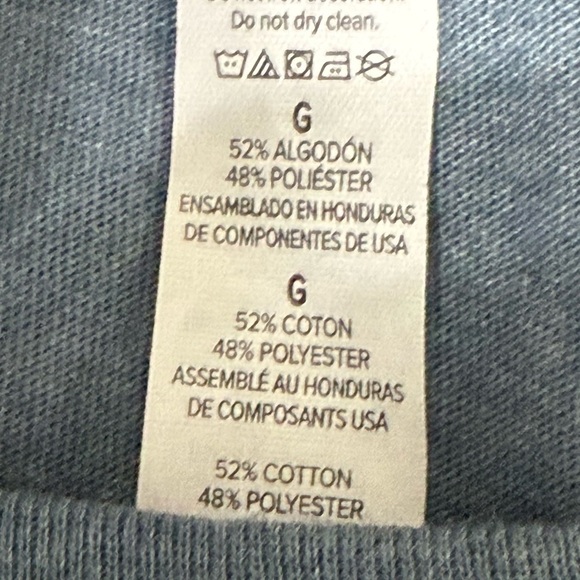 Do not dry clean.
G
52% ALGODÓN
48% POLIÉSTER
ENSAMBLADO EN HONDURAS
DE COMPONENTES DE USA
G
52% COTON
48% POLYESTER
ASSEMBLÉ AU HONDURAS
DE COMPOSANTS USA
52% COTTON
48% POLYESTER